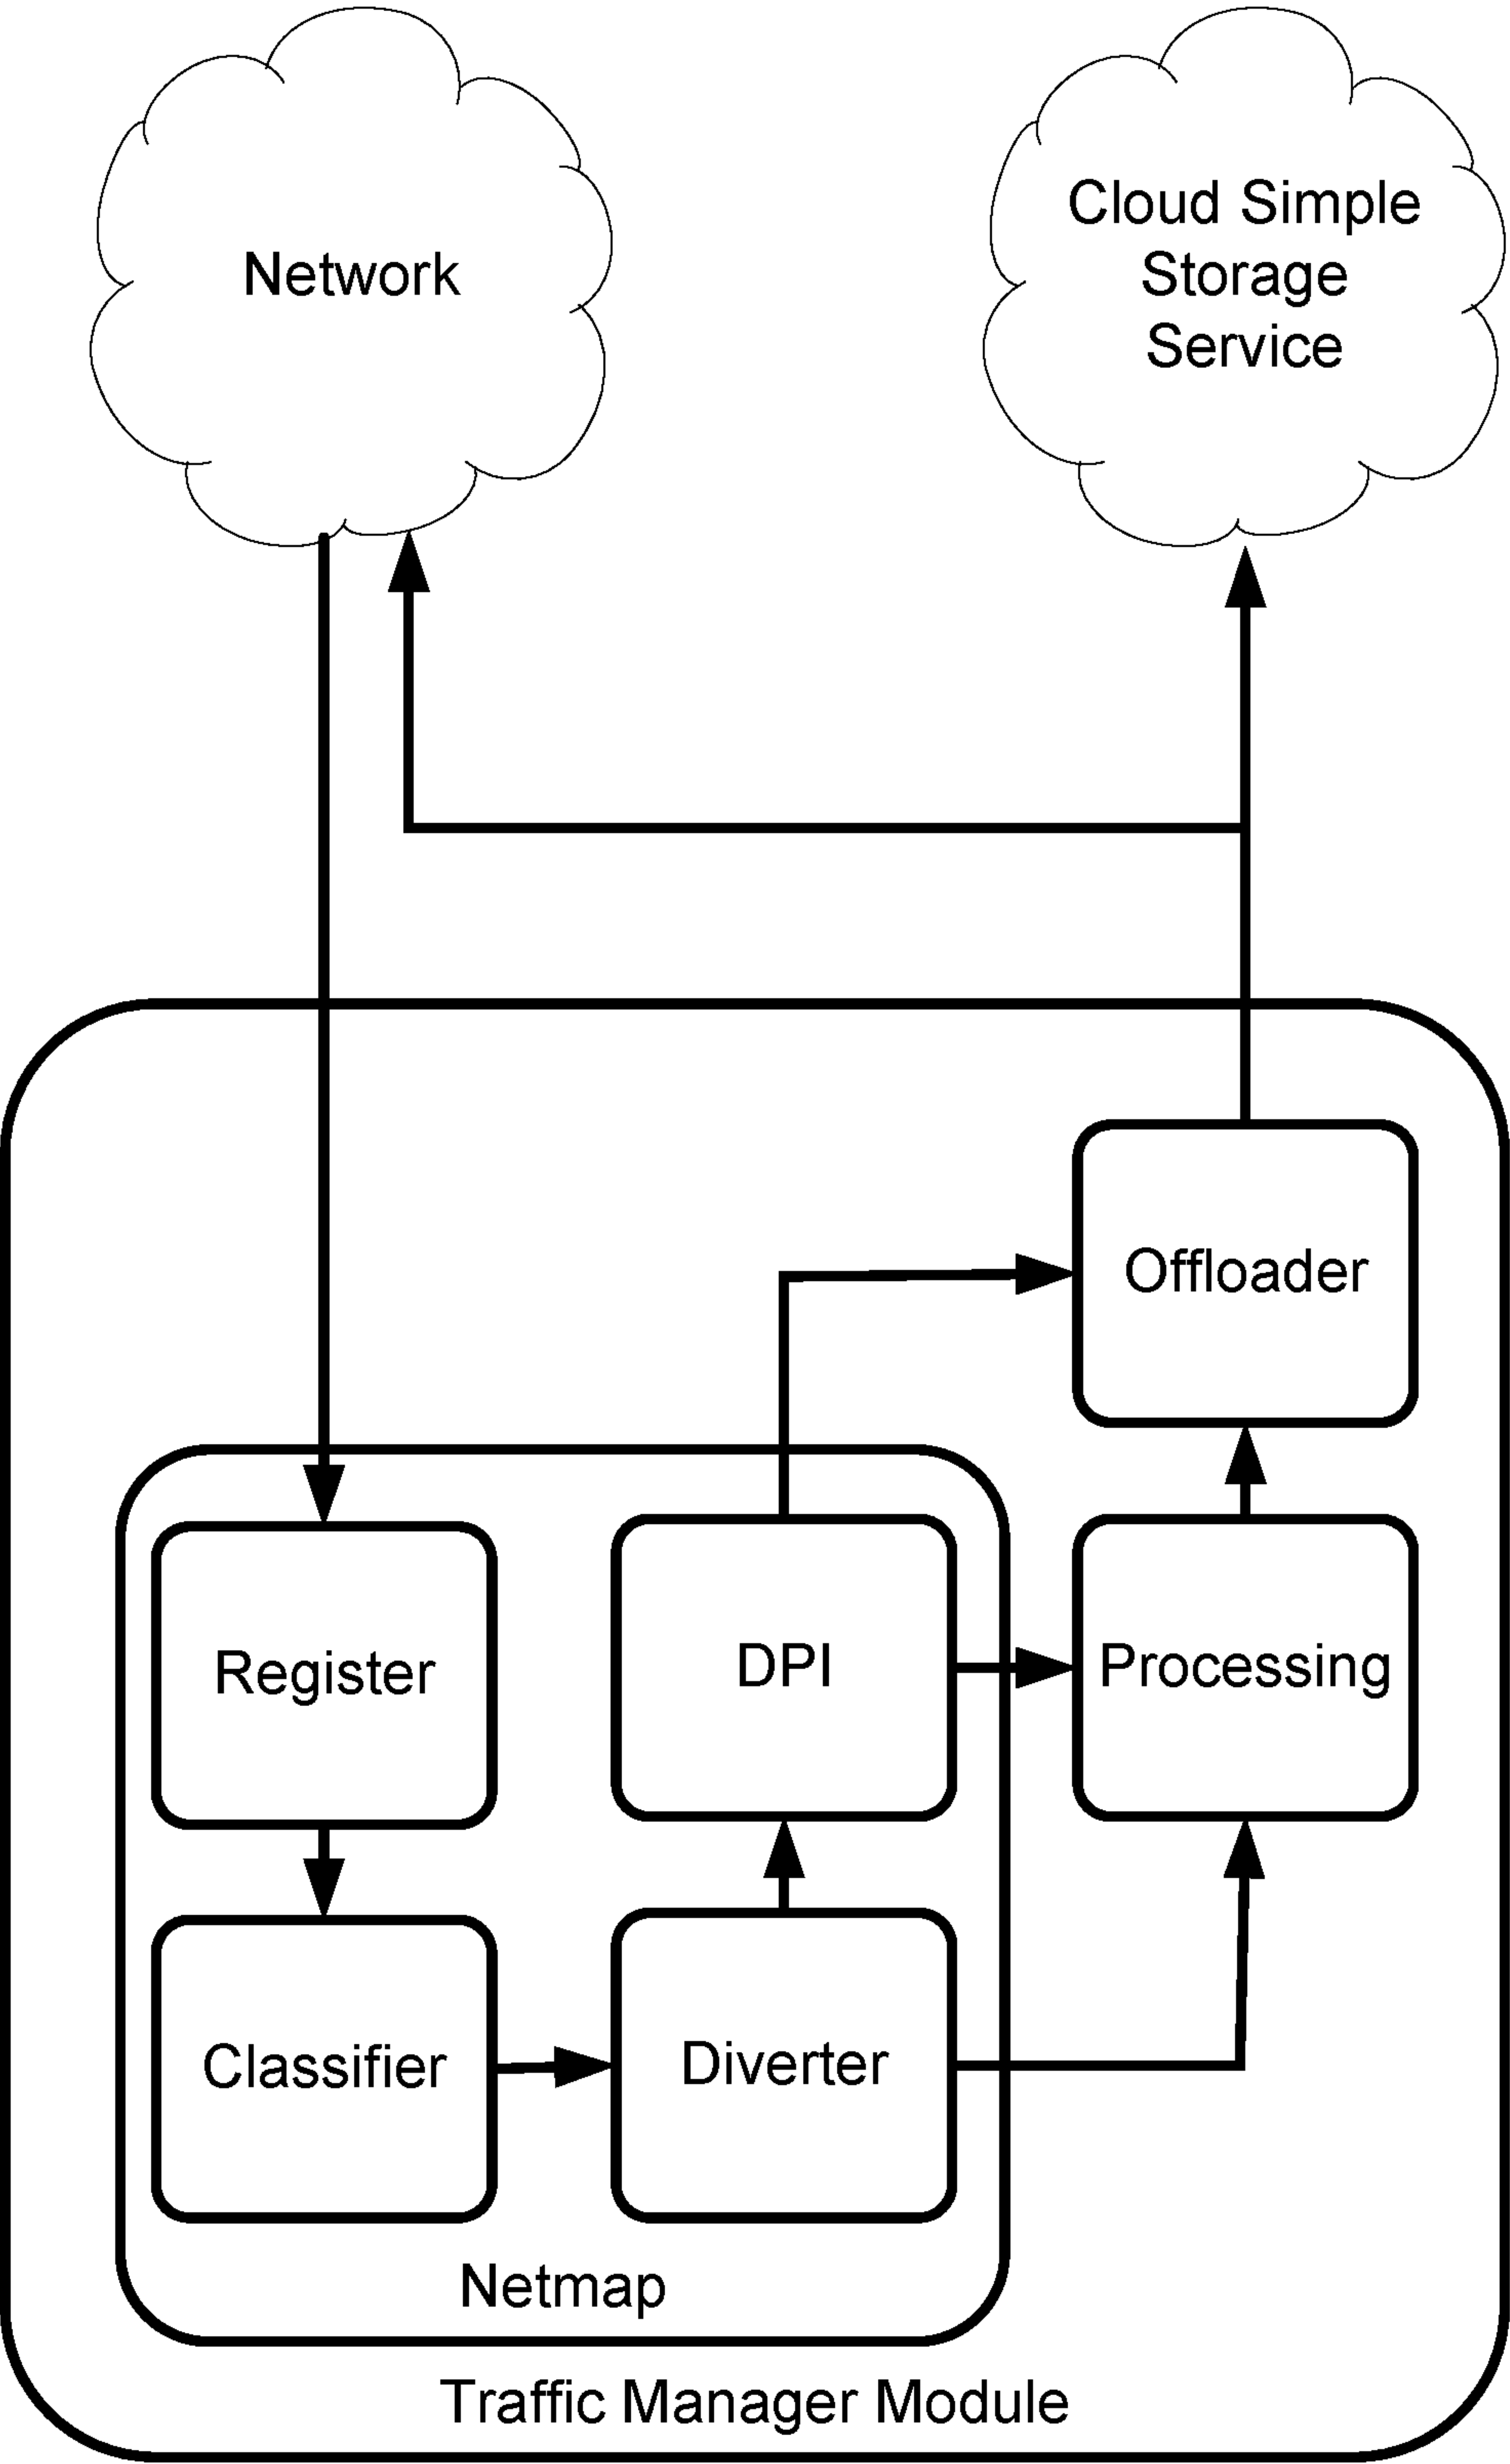 Network
Cloud Simple
Storage
Service
Offloader
Register
DPI
Processing
Classifier
Diverter
Netmap
Traffic Manager Module